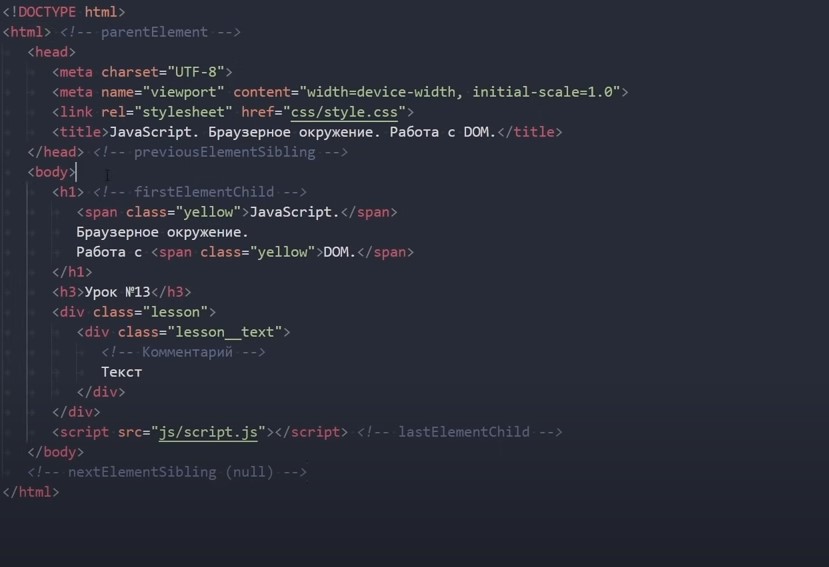 <!DOCTYPE html>
<html> <!-- parentElement -->
<head>
<meta charset="UTF-8">
<meta name="viewport" content="width=device-width, initial-scale=1.0">
<link rel="stylesheet" href="css/style.css">
<title>JavaScript. Браузерное окружение. Работа с DOM.</title>
</head> <!-- previousElementSibling -->
<body>
<h1> <!-- firstElementChild -->
<span class="yellow">JavaScript.</span>
Браузерное окружение.
Работа с <span class="yellow">DOM.</span>
</h1>
<h3>Урок №13</h3>
<div class="lesson">
<div class="lesson__text">
<!-- Комментарий -->
Текст
</div>
</div>
<script src="js/script.js"></script> <!-- lastElementChild -->
</body>
<!-- nextElementSibling (null) -->
</html>